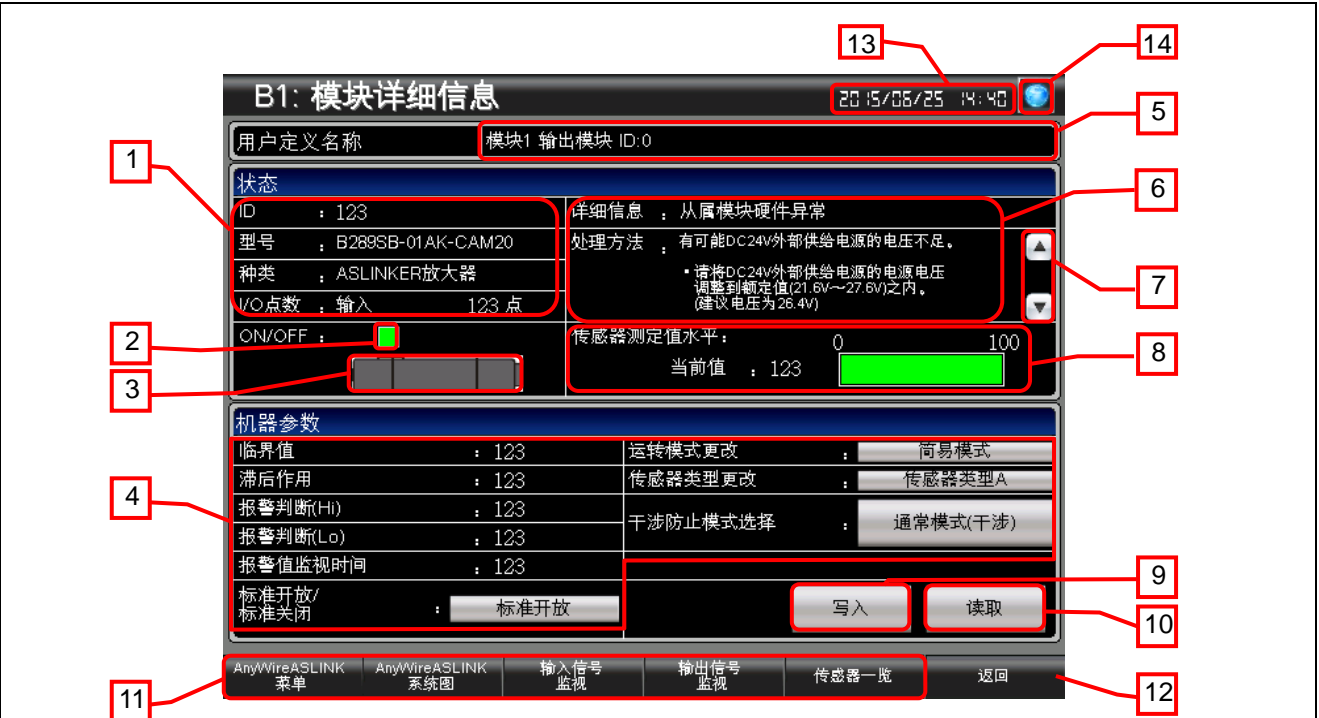 13
14
B1: 模块详细信息
2015/06/25 14:40
5
用户定义名称
模块1 输出模块 ID:0
1
状态
6
ID : 123
详细信息 : 从属模块硬件异常
型号 : B289SB-01AK-CAM20
处理方法 : 有可能DC24V外部供给电源的电压不足。
种类 : ASLINKER放大器
・请将DC24V外部供给电源的电源电压
调整到额定值(21.6V～27.6V)之内。
(建议电压为26.4V)
7
I/O点数 : 输入 123 点
2
ON/OFF :
传感器测定值水平:
0 100
8
当前值 : 123
3
机器参数
临界值 : 123
运转模式更改 : 简易模式
滞后作用 : 123
传感器类型更改 : 传感器类型A
4
报警判断(Hi) : 123
干涉防止模式选择 : 通常模式(干涉)
报警判断(Lo) : 123
报警值监视时间 : 123
9
标准开放/
标准关闭 : 标准开放
写入
读取
10
AnyWireASLINK
菜单
AnyWireASLINK
系统图
输入信号
监视
输出信号
监视
传感器一览
返回
11
12